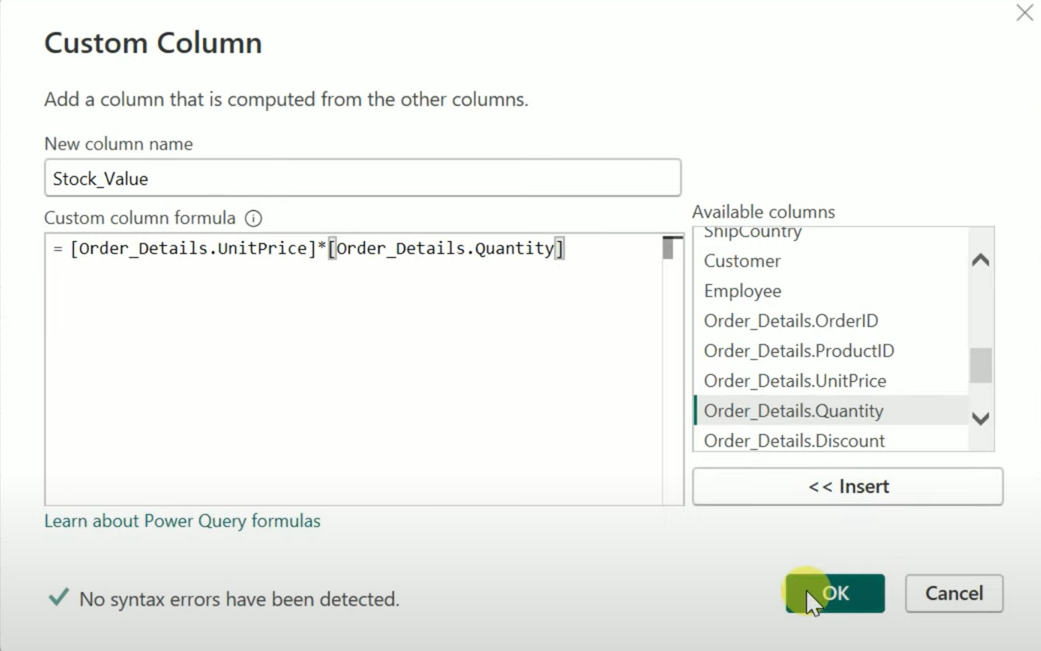 Custom Column
Add a column that is computed from the other columns.
New column name
Stock_Value
Custom column formula
= [Order_Details.UnitPrice]*[Order_Details.Quantity]
Available columns
ShipCountry
Customer
Employee
Order_Details.OrderID
Order_Details.ProductID
Order_Details.UnitPrice
Order_Details.Quantity
Order_Details.Discount
<< Insert
Learn about Power Query formulas
No syntax errors have been detected.
OK
Cancel